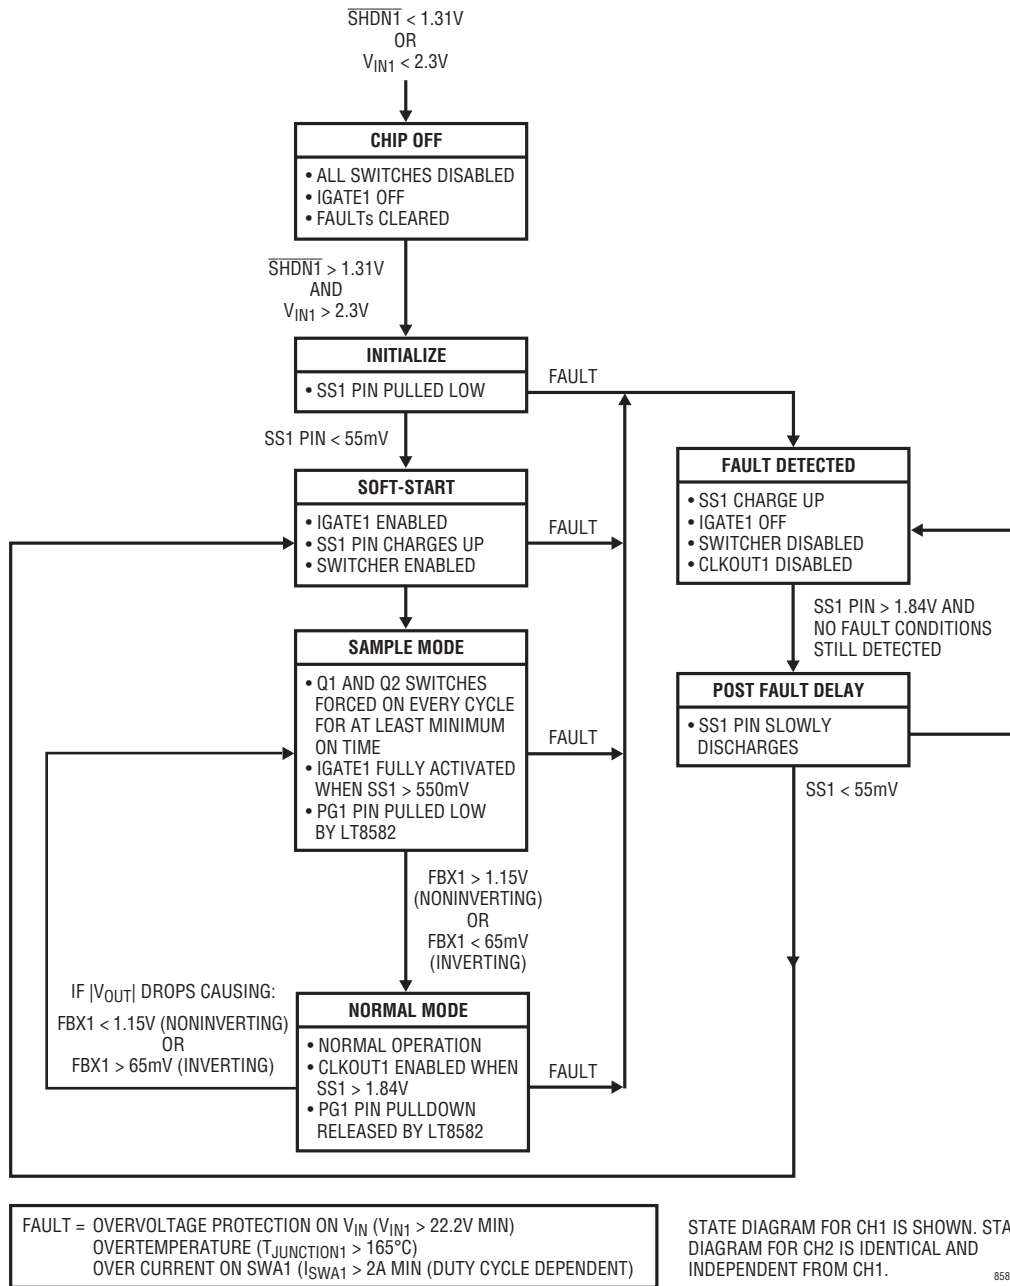 SHDN1 < 1.31V
OR
VIN1 < 2.3V
CHIP OFF
• ALL SWITCHES DISABLED
• IGATE1 OFF
• FAULTs CLEARED
SHDN1 > 1.31V
AND
VIN1 > 2.3V
INITIALIZE
• SS1 PIN PULLED LOW
FAULT
SS1 PIN < 55mV
SOFT-START
• IGATE1 ENABLED
• SS1 PIN CHARGES UP
• SWITCHER ENABLED
FAULT
FAULT DETECTED
• SS1 CHARGE UP
• IGATE1 OFF
• SWITCHER DISABLED
• CLKOUT1 DISABLED
SS1 PIN > 1.84V AND
NO FAULT CONDITIONS
STILL DETECTED
SAMPLE MODE
• Q1 AND Q2 SWITCHES
FORCED ON EVERY CYCLE
FOR AT LEAST MINIMUM
ON TIME
• IGATE1 FULLY ACTIVATED
WHEN SS1 > 550mV
• PG1 PIN PULLED LOW
BY LT8582
FAULT
POST FAULT DELAY
• SS1 PIN SLOWLY
DISCHARGES
SS1 < 55mV
FBX1 > 1.15V
(NONINVERTING)
OR
FBX1 < 65mV
(INVERTING)
IF |VOUT| DROPS CAUSING:
FBX1 < 1.15V (NONINVERTING)
OR
FBX1 > 65mV (INVERTING)
NORMAL MODE
• NORMAL OPERATION
• CLKOUT1 ENABLED WHEN
SS1 > 1.84V
• PG1 PIN PULLDOWN
RELEASED BY LT8582
FAULT
FAULT = OVERVOLTAGE PROTECTION ON VIN (VIN1 > 22.2V MIN)
OVERTEMPERATURE (TJUNCTION1 > 165°C)
OVER CURRENT ON SWA1 (ISWA1 > 2A MIN (DUTY CYCLE DEPENDENT)
STATE DIAGRAM FOR CH1 IS SHOWN. STA
DIAGRAM FOR CH2 IS IDENTICAL AND
INDEPENDENT FROM CH1.
858